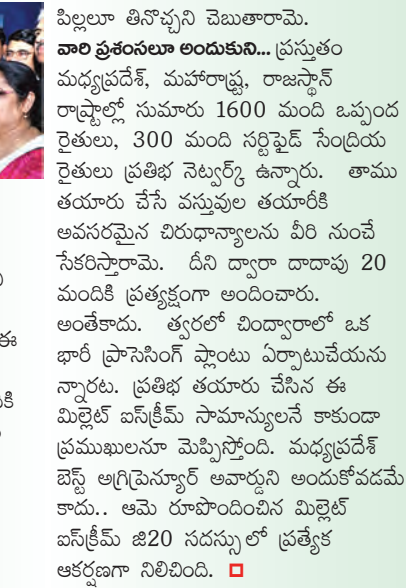 పిల్లలూ తినొచ్చని చెబుతారామె.
వారి ప్రశంసలూ అందుకుని... ప్రస్తుతం
మధ్యప్రదేశ్, మహారాష్ట్ర, రాజస్థాన్
రాష్ట్రాల్లో సుమారు 1600 మంది ఒప్పంద
రైతులు, 300 మంది సర్టిఫైడ్ సేంద్రియ
రైతులు ప్రతిభ నెట్వర్క్ ఉన్నారు. తాము
తయారు చేసే వస్తువుల తయారీకి
అవసరమైన చిరుధాన్యాలను వీరి నుంచే
సేకరిస్తారామె. దీని ద్వారా దాదాపు 20
మందికి ప్రత్యక్షంగా అందించారు.
అంతేకాదు. త్వరలో చింద్వారాలో ఒక
భారీ ప్రాసెసింగ్ ప్లాంటు ఏర్పాటుచేయను
న్నారట. ప్రతిభ తయారు చేసిన ఈ
మిల్లెట్ ఐస్‌క్రీమ్ సామాన్యులనే కాకుండా
ప్రముఖులనూ మెప్పిస్తోంది. మధ్యప్రదేశ్
బెస్ట్ అగ్రిప్రెన్యూర్ అవార్డుని అందుకోవడమే
కాదు.. ఆమె రూపొందించిన మిల్లెట్
ఐస్‌క్రీమ్ జి20 సదస్సులో ప్రత్యేక
ఆకర్షణగా నిలిచింది.